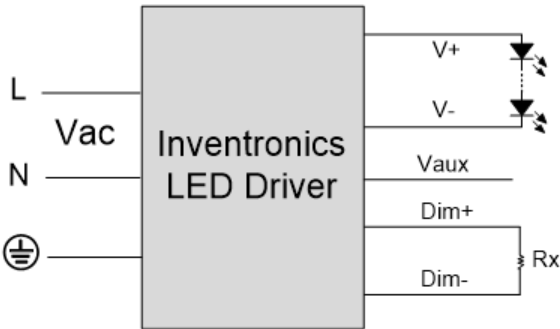 L
Vac
N
Inventronics
LED Driver
V+
V-
Vaux
Dim+
Rx
Dim-